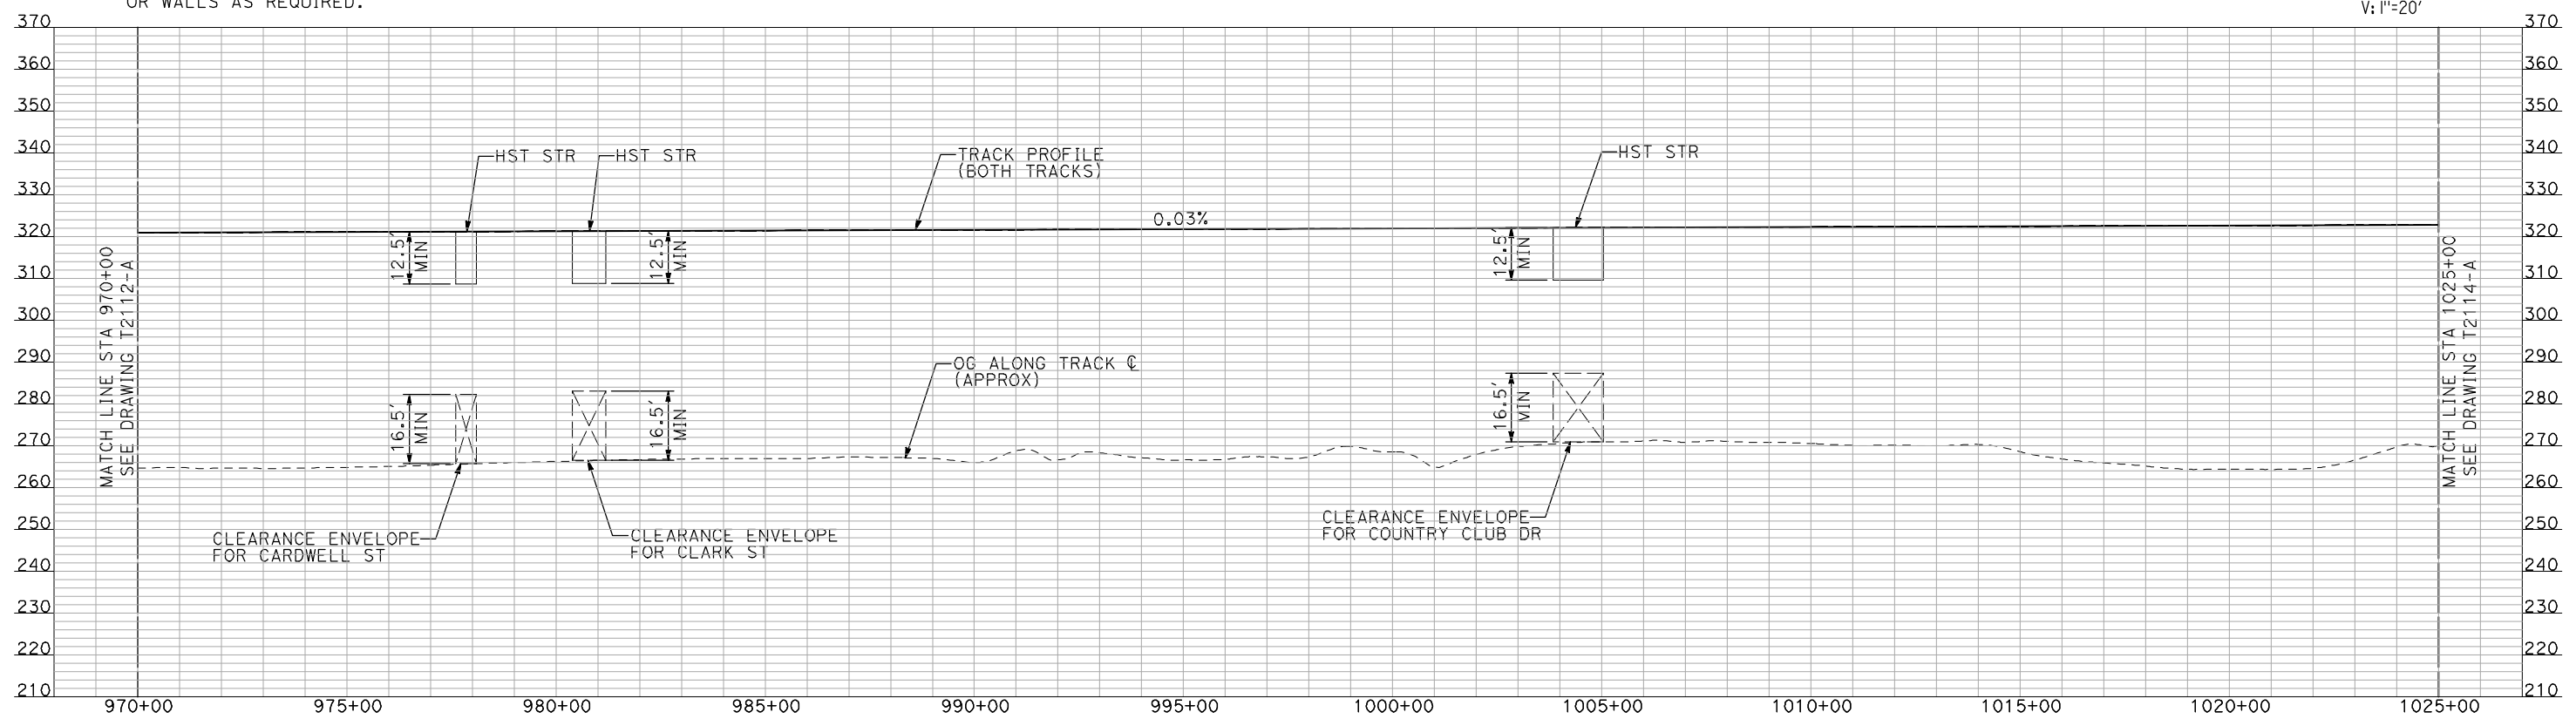 OR WALLS AS REQUIRED.
V: 1"=20'
370
360
350
340
330
320
310
300
290
280
270
260
250
240
230
220
210
370
360
350
340
330
320
310
300
290
280
270
260
250
240
230
220
210
MATCH LINE STA 970+00
SEE DRAWING T2112-A
HST STR
HST STR
TRACK PROFILE
(BOTH TRACKS)
HST STR
0.03%
12.5'
MIN
12.5'
MIN
12.5'
MIN
OG ALONG TRACK ℄
(APPROX)
16.5'
MIN
16.5'
MIN
16.5'
MIN
CLEARANCE ENVELOPE
FOR CARDWELL ST
CLEARANCE ENVELOPE
FOR CLARK ST
CLEARANCE ENVELOPE
FOR COUNTRY CLUB DR
MATCH LINE STA 1025+00
SEE DRAWING T2114-A
970+00
975+00
980+00
985+00
990+00
995+00
1000+00
1005+00
1010+00
1015+00
1020+00
1025+00